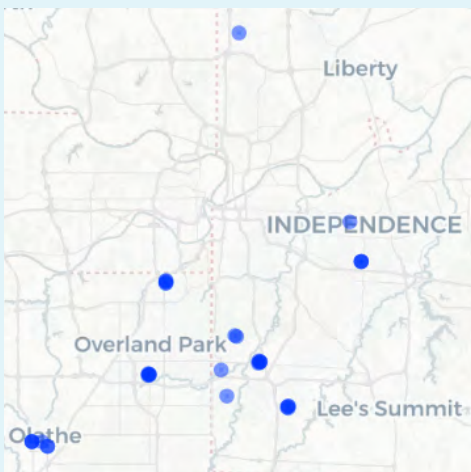 Liberty
INDEPENDENCE
Overland Park
Lee's Summit
Olathe